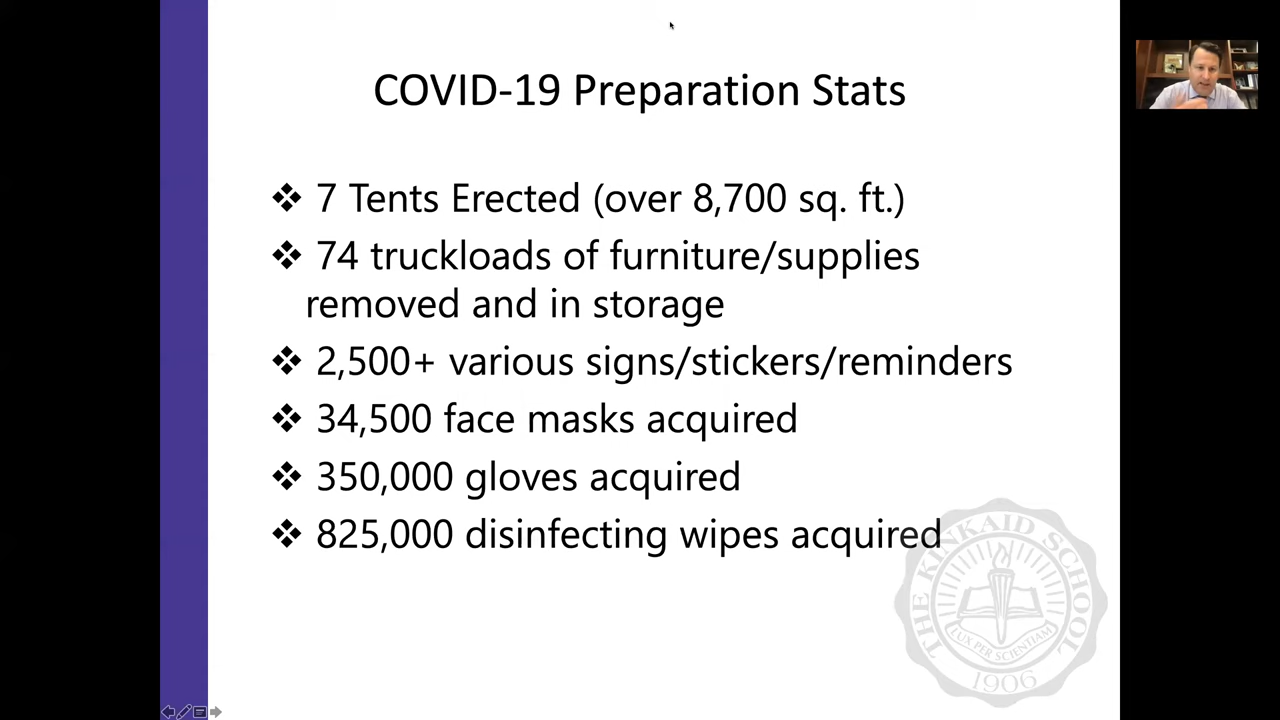 COVID-19 Preparation Stats
❖ 7 Tents Erected (over 8,700 sq. ft.)
❖ 74 truckloads of furniture/supplies
removed and in storage
❖ 2,500+ various signs/stickers/reminders
❖ 34,500 face masks acquired
❖ 350,000 gloves acquired
❖ 825,000 disinfecting wipes acquired
THE KINKAID SCHOOL
LUX PER SCIENTIAM
1906